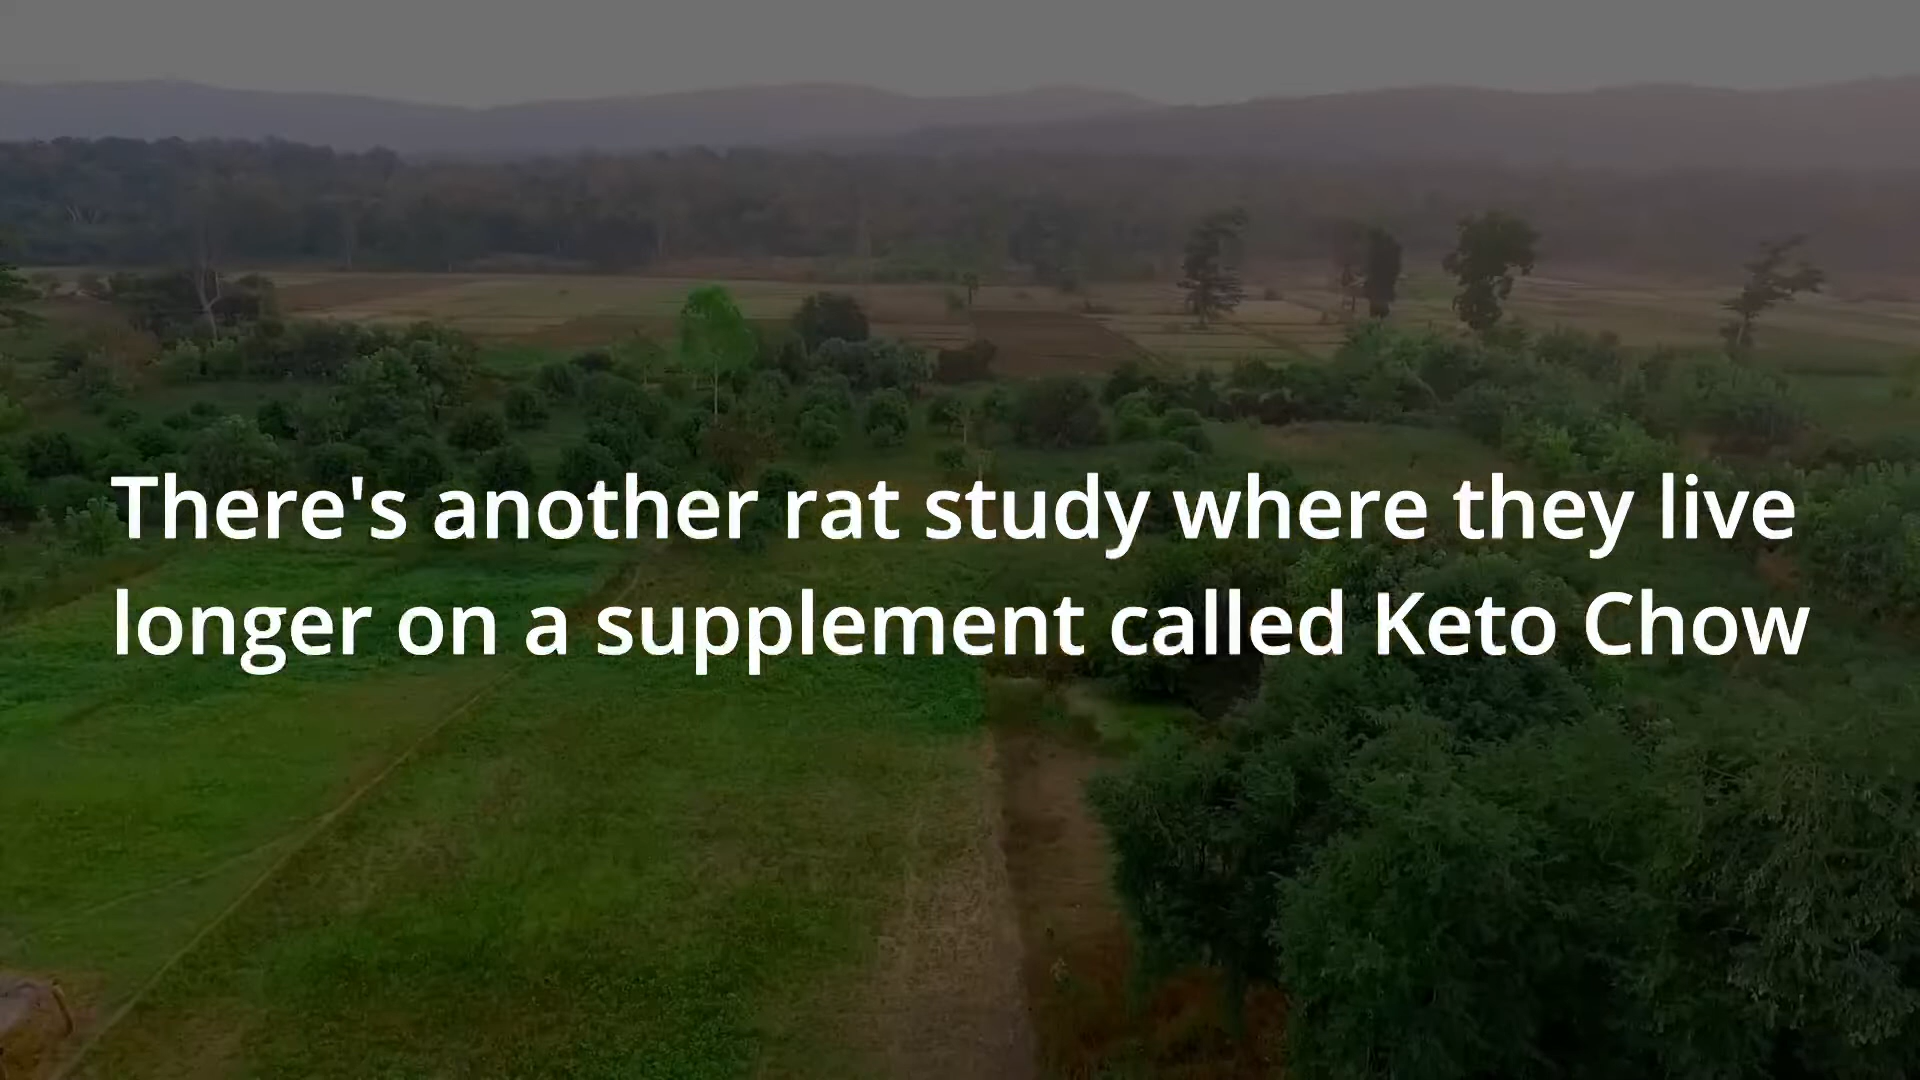 There's another rat study where they live
longer on a supplement called Keto Chow